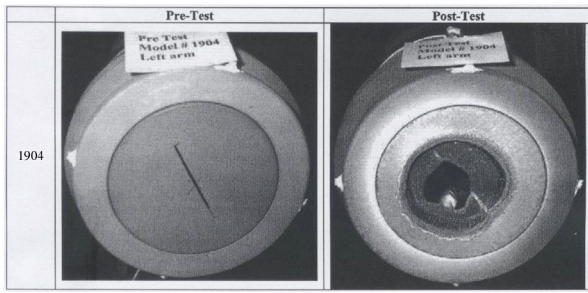 Pre-Test
Post-Test
1904
Pre Test
Model # 1904
Left arm
Post Test
Model # 1904
Left arm